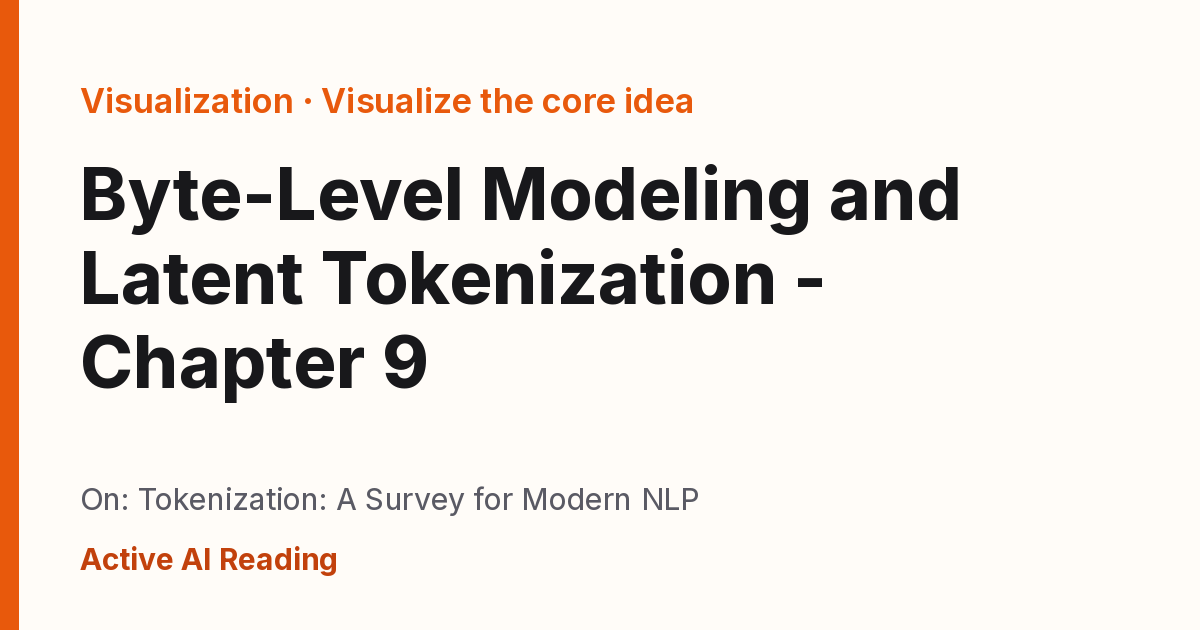 Visualization · Visualize the core idea
Byte-Level Modeling and
Latent Tokenization -
Chapter 9
On: Tokenization: A Survey for Modern NLP
Active AI Reading